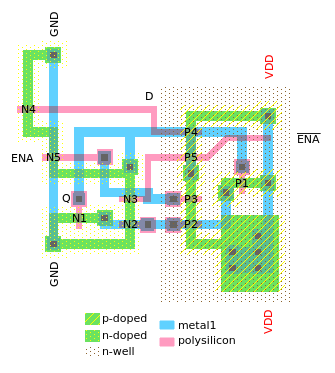 GND
VDD
D
N4
P4
ENA
ENA
N5
P5
P1
Q
N3
P3
N1
N2
P2
GND
VDD
p-doped
n-doped
n-well
metal1
polysilicon